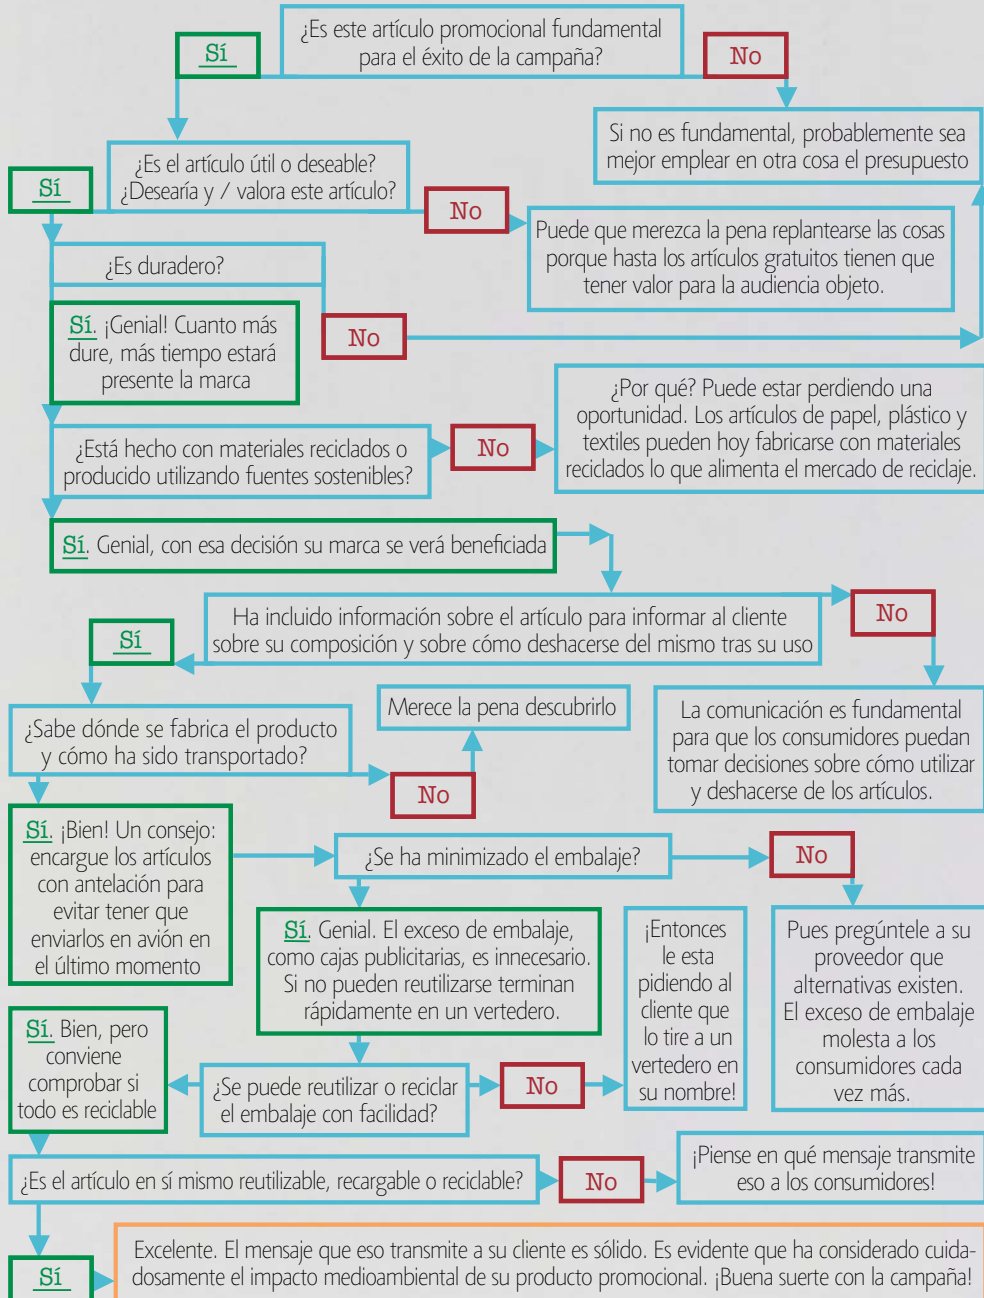 ¿Es este artículo promocional fundamental
para el éxito de la campaña?
Sí
No
Si no es fundamental, probablemente sea
mejor emplear en otra cosa el presupuesto
¿Es el artículo útil o deseable?
¿Desearía y / valora este artículo?
Sí
No
Puede que merezca la pena replantearse las cosas
porque hasta los artículos gratuitos tienen que
tener valor para la audiencia objeto.
¿Es duradero?
Sí. ¡Genial! Cuanto más
dure, más tiempo estará
presente la marca
No
¿Está hecho con materiales reciclados o
producido utilizando fuentes sostenibles?
No
¿Por qué? Puede estar perdiendo una
oportunidad. Los artículos de papel, plástico y
textiles pueden hoy fabricarse con materiales
reciclados lo que alimenta el mercado de reciclaje.
Sí. Genial, con esa decisión su marca se verá beneficiada
Ha incluido información sobre el artículo para informar al cliente
sobre su composición y sobre cómo deshacerse del mismo tras su uso
Sí
No
La comunicación es fundamental
para que los consumidores puedan
tomar decisiones sobre cómo utilizar
y deshacerse de los artículos.
¿Sabe dónde se fabrica el producto
y cómo ha sido transportado?
No
Merece la pena descubrirlo
Sí. ¡Bien! Un consejo:
encargue los artículos
con antelación para
evitar tener que
enviarlos en avión en
el último momento
¿Se ha minimizado el embalaje?
No
Pues pregúntele a su
proveedor que
alternativas existen.
El exceso de embalaje
molesta a los
consumidores cada
vez más.
Sí. Genial. El exceso de embalaje,
como cajas publicitarias, es innecesario.
Si no pueden reutilizarse terminan
rápidamente en un vertedero.
¿Se puede reutilizar o reciclar
el embalaje con facilidad?
No
¡Entonces
le esta
pidiendo al
cliente que
lo tire a un
vertedero en
su nombre!
Sí. Bien, pero
conviene
comprobar si
todo es reciclable
¿Es el artículo en sí mismo reutilizable, recargable o reciclable?
No
¡Piense en qué mensaje transmite
eso a los consumidores!
Sí
Excelente. El mensaje que eso transmite a su cliente es sólido. Es evidente que ha considerado cuida-
dosamente el impacto medioambiental de su producto promocional. ¡Buena suerte con la campaña!